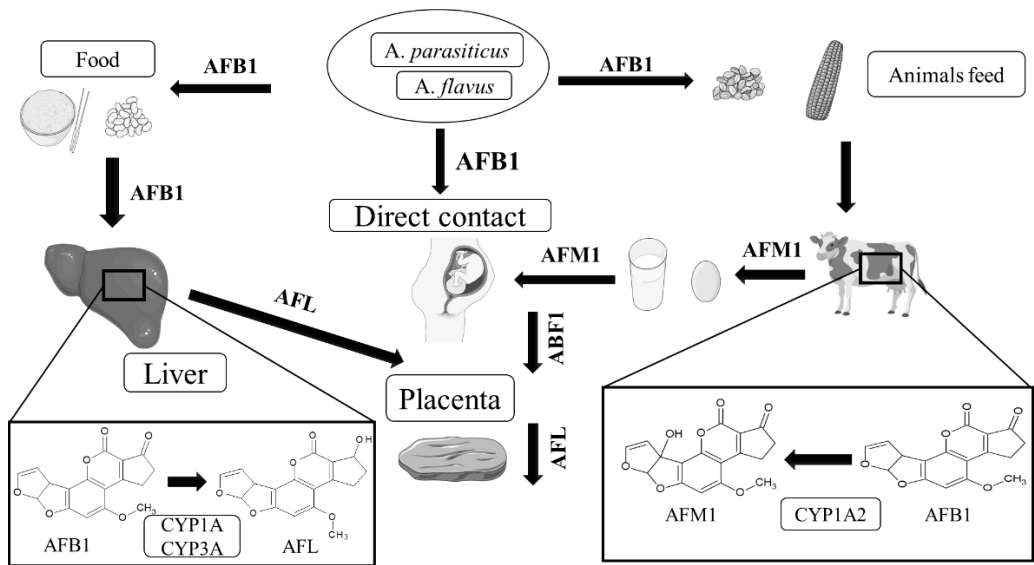 Food
AFB1
A. parasiticus
A. flavus
AFB1
Animals feed
AFB1
AFB1
Direct contact
AFM1
AFM1
AFL
ABF1
Liver
Placenta
AFL
O
O
O
O
O
O
CH₃
AFB1
CYP1A
CYP3A
O
OH
O
O
O
O
CH₃
AFL
O
O
OH
O
O
O
O
CH₃
AFM1
CYP1A2
O
O
O
O
O
O
CH₃
AFB1